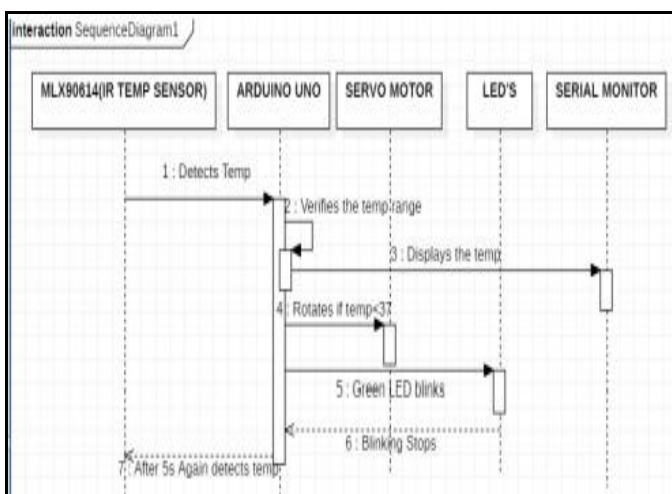 interaction SequenceDiagram1
MLX90614(IR TEMP SENSOR)
ARDUINO UNO
SERVO MOTOR
LED'S
SERIAL MONITOR
1 : Detects Temp
2 : Verifies the temp range
3 : Displays the temp
4 : Rotates if temp<37
5 : Green LED blinks
6 : Blinking Stops
7 : After 5s Again detects temp